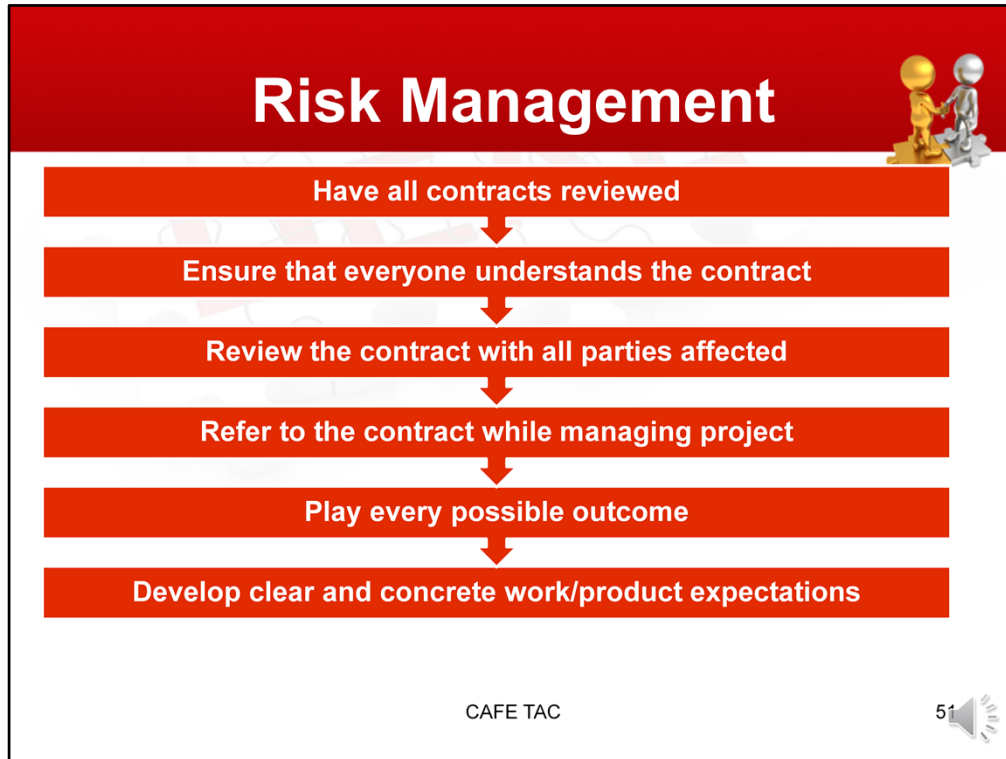 Risk Management
Have all contracts reviewed
Ensure that everyone understands the contract
Review the contract with all parties affected
Refer to the contract while managing project
Play every possible outcome
Develop clear and concrete work/product expectations
CAFE TAC
51